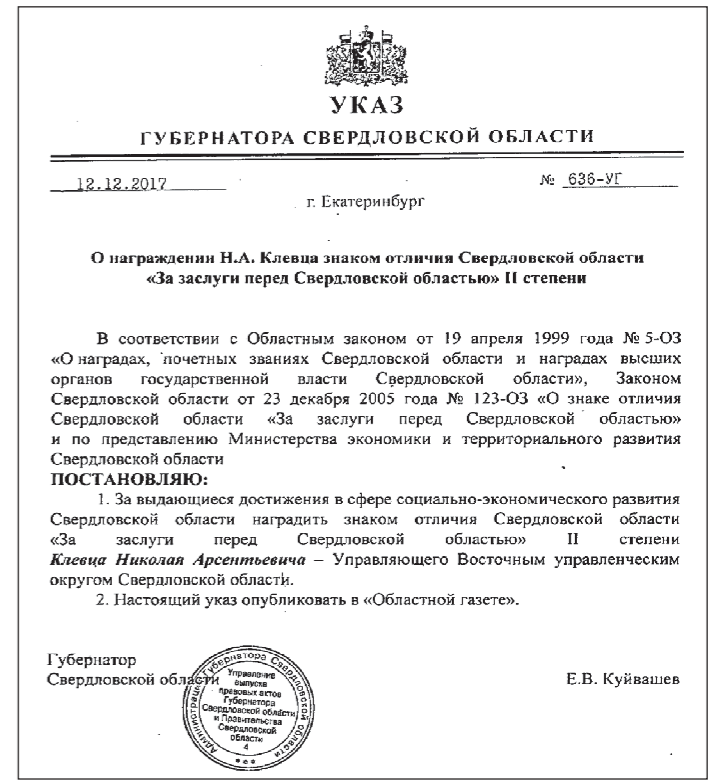 УКАЗ
ГУБЕРНАТОРА СВЕРДЛОВСКОЙ ОБЛАСТИ
12.12.2017 № 636-УГ
г. Екатеринбург
О награждении Н.А. Клевца знаком отличия Свердловской области
«За заслуги перед Свердловской областью» II степени
В соответствии с Областным законом от 19 апреля 1999 года № 5-ОЗ
«О наградах, почетных званиях Свердловской области и наградах высших
органов государственной власти Свердловской области», Законом
Свердловской области от 23 декабря 2005 года № 123-ОЗ «О знаке отличия
Свердловской области «За заслуги перед Свердловской областью»
и по представлению Министерства экономики и территориального развития
Свердловской области
ПОСТАНОВЛЯЮ:
1. За выдающиеся достижения в сфере социально-экономического развития
Свердловской области наградить знаком отличия Свердловской области
«За заслуги перед Свердловской областью» II степени
Клевца Николая Арсентьевича – Управляющего Восточным управленческим
округом Свердловской области.
2. Настоящий указ опубликовать в «Областной газете».
Губернатор
Свердловской области Е.В. Куйвашев
Администрация Губернатора Свердловской области
Управление
выпуска
правовых актов
Губернатора
Свердловской области
и Правительства
Свердловской
области
4